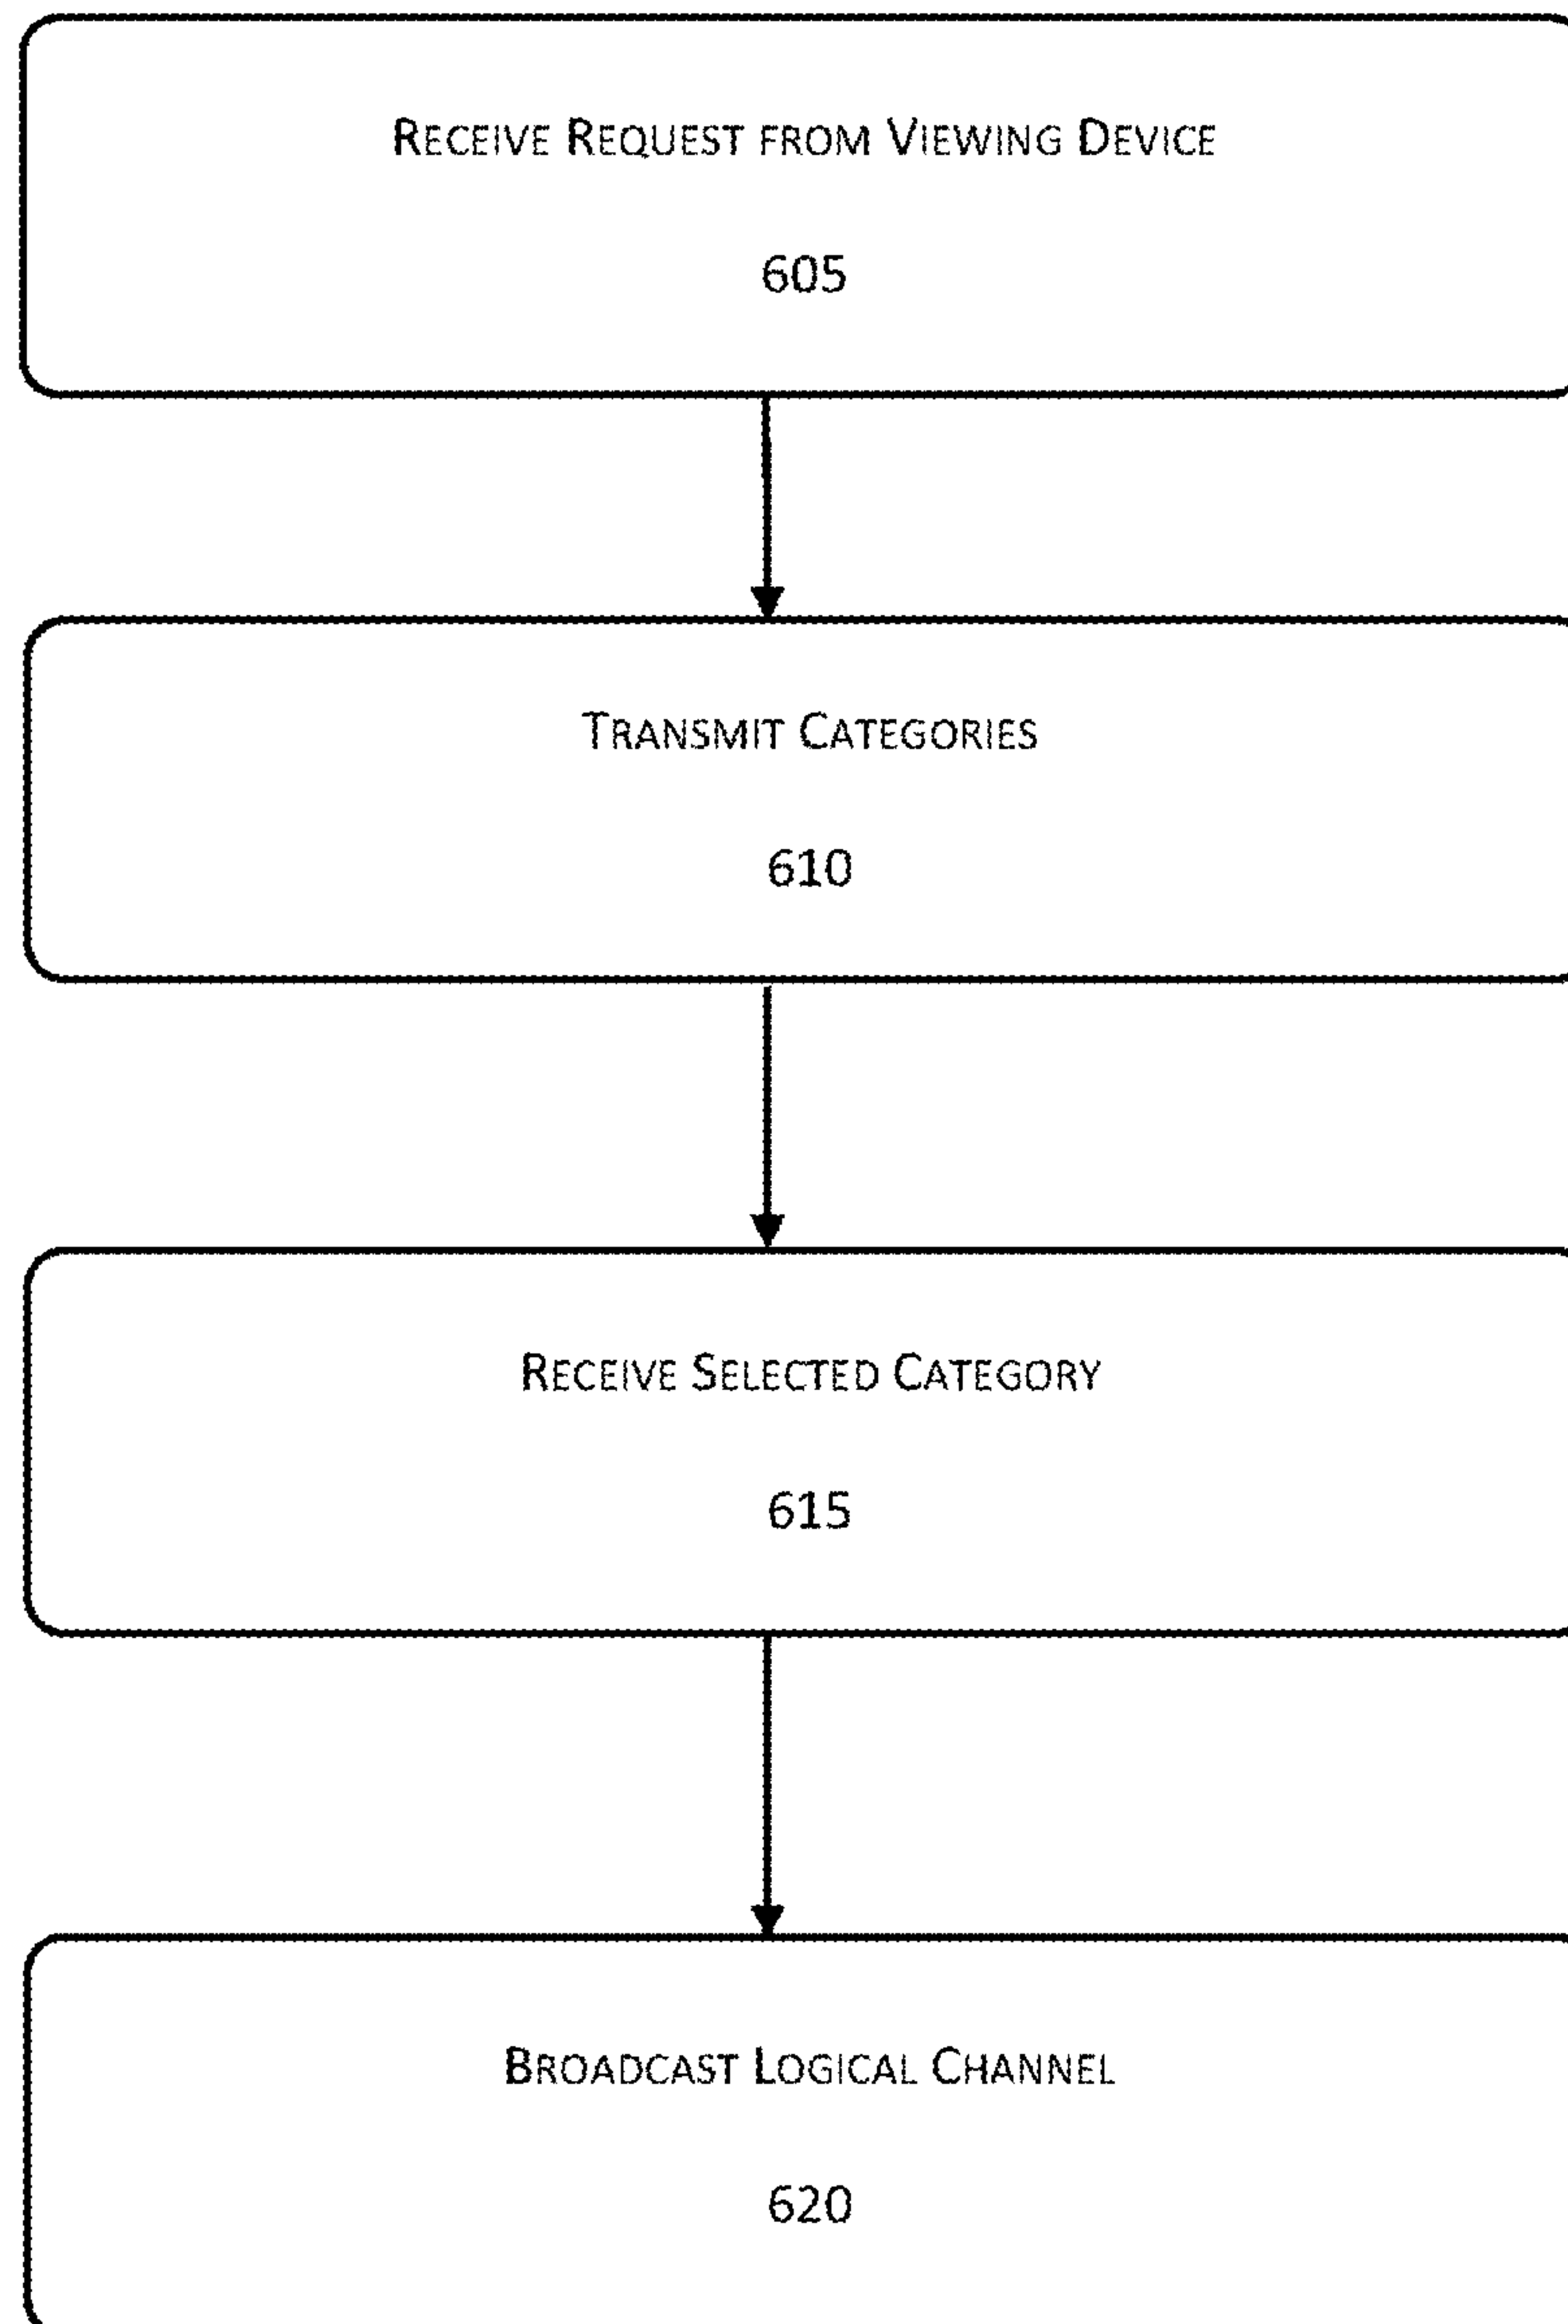 Receive Request from Viewing Device
605
Transmit Categories
610
Receive Selected Category
615
Broadcast Logical Channel
620